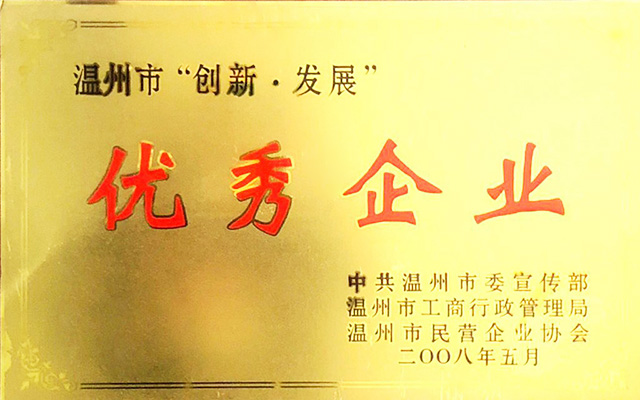 温州市“创新·发展”
优秀企业
中共温州市委宣传部
温州市工商行政管理局
温州市民营企业协会
二〇〇八年五月